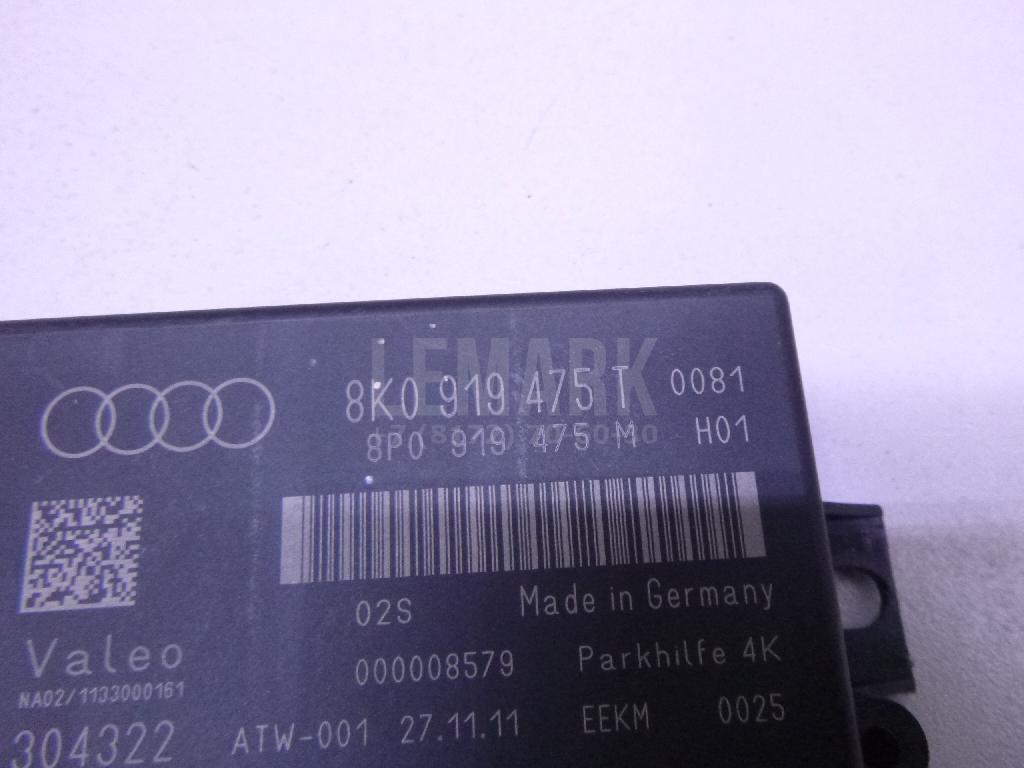 LEMARK
8K0 919 475 T 0081
8P0 919 475 M H01
02S Made in Germany
Valeo 000008579 Parkhilfe 4K
NA02/1133000161
304322 ATW-001 27.11.11 EEKM 0025